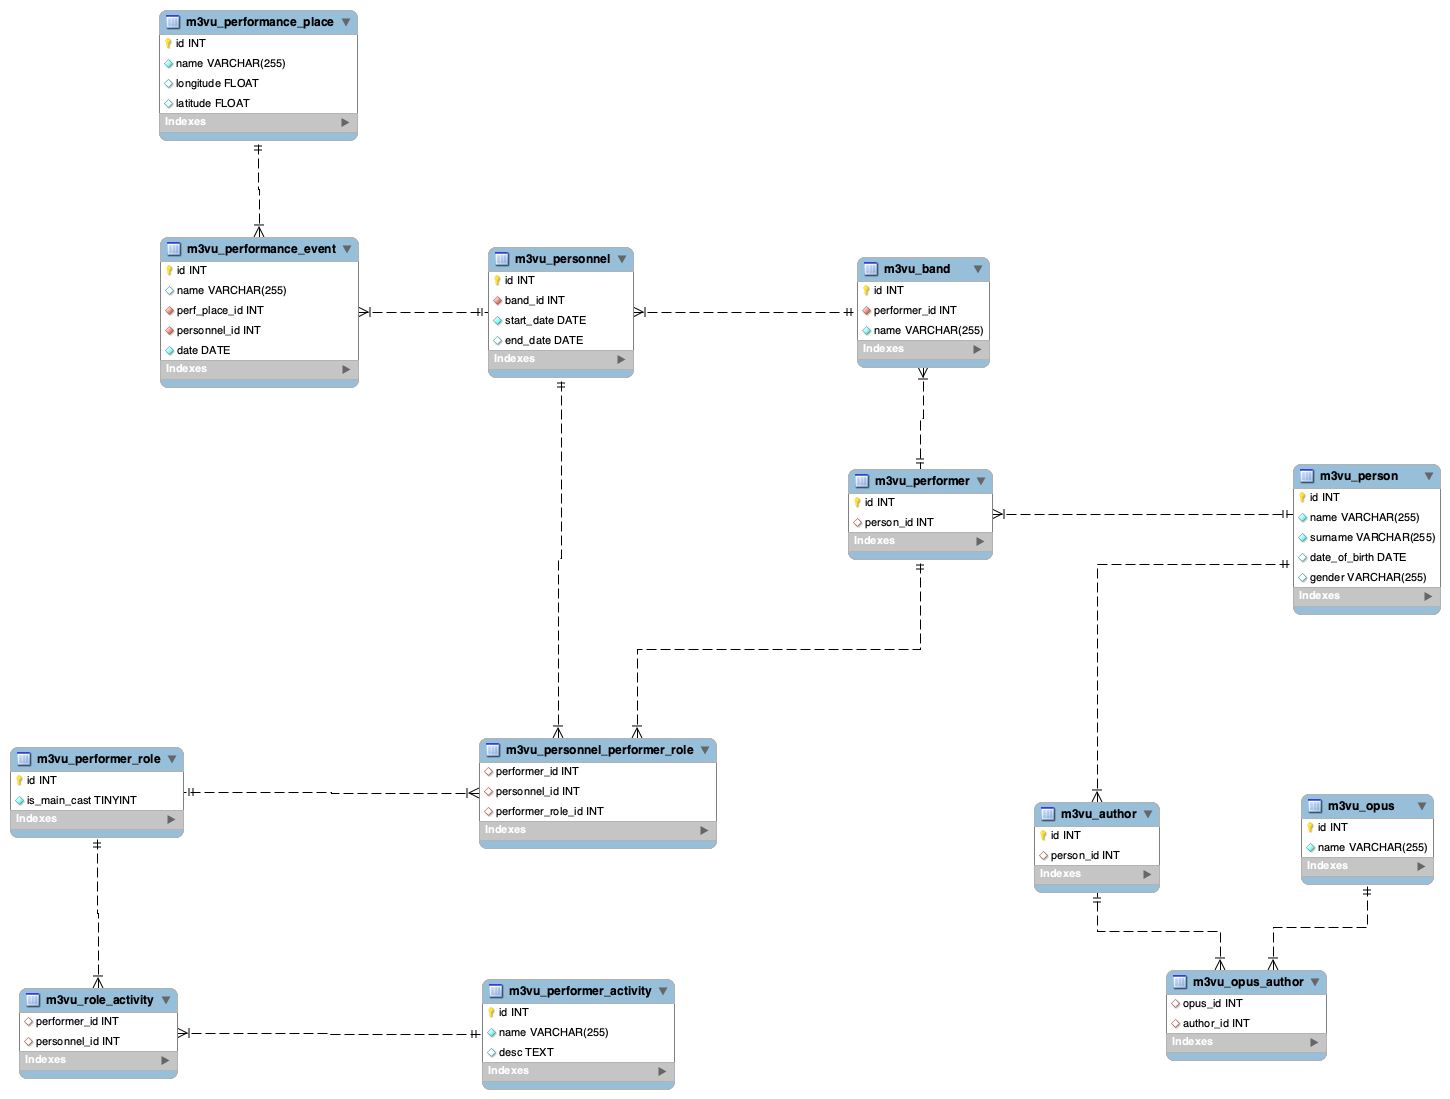 m3vu_performance_place
id INT
name VARCHAR(255)
longitude FLOAT
latitude FLOAT
Indexes
m3vu_performance_event
id INT
name VARCHAR(255)
perf_place_id INT
personnel_id INT
date DATE
Indexes
m3vu_personnel
id INT
band_id INT
start_date DATE
end_date DATE
Indexes
m3vu_band
id INT
performer_id INT
name VARCHAR(255)
Indexes
m3vu_performer
id INT
person_id INT
Indexes
m3vu_person
id INT
name VARCHAR(255)
surname VARCHAR(255)
date_of_birth DATE
gender VARCHAR(255)
Indexes
m3vu_performer_role
id INT
is_main_cast TINYINT
Indexes
m3vu_personnel_performer_role
performer_id INT
personnel_id INT
performer_role_id INT
Indexes
m3vu_author
id INT
person_id INT
Indexes
m3vu_opus
id INT
name VARCHAR(255)
Indexes
m3vu_role_activity
performer_id INT
personnel_id INT
Indexes
m3vu_performer_activity
id INT
name VARCHAR(255)
desc TEXT
Indexes
m3vu_opus_author
opus_id INT
author_id INT
Indexes